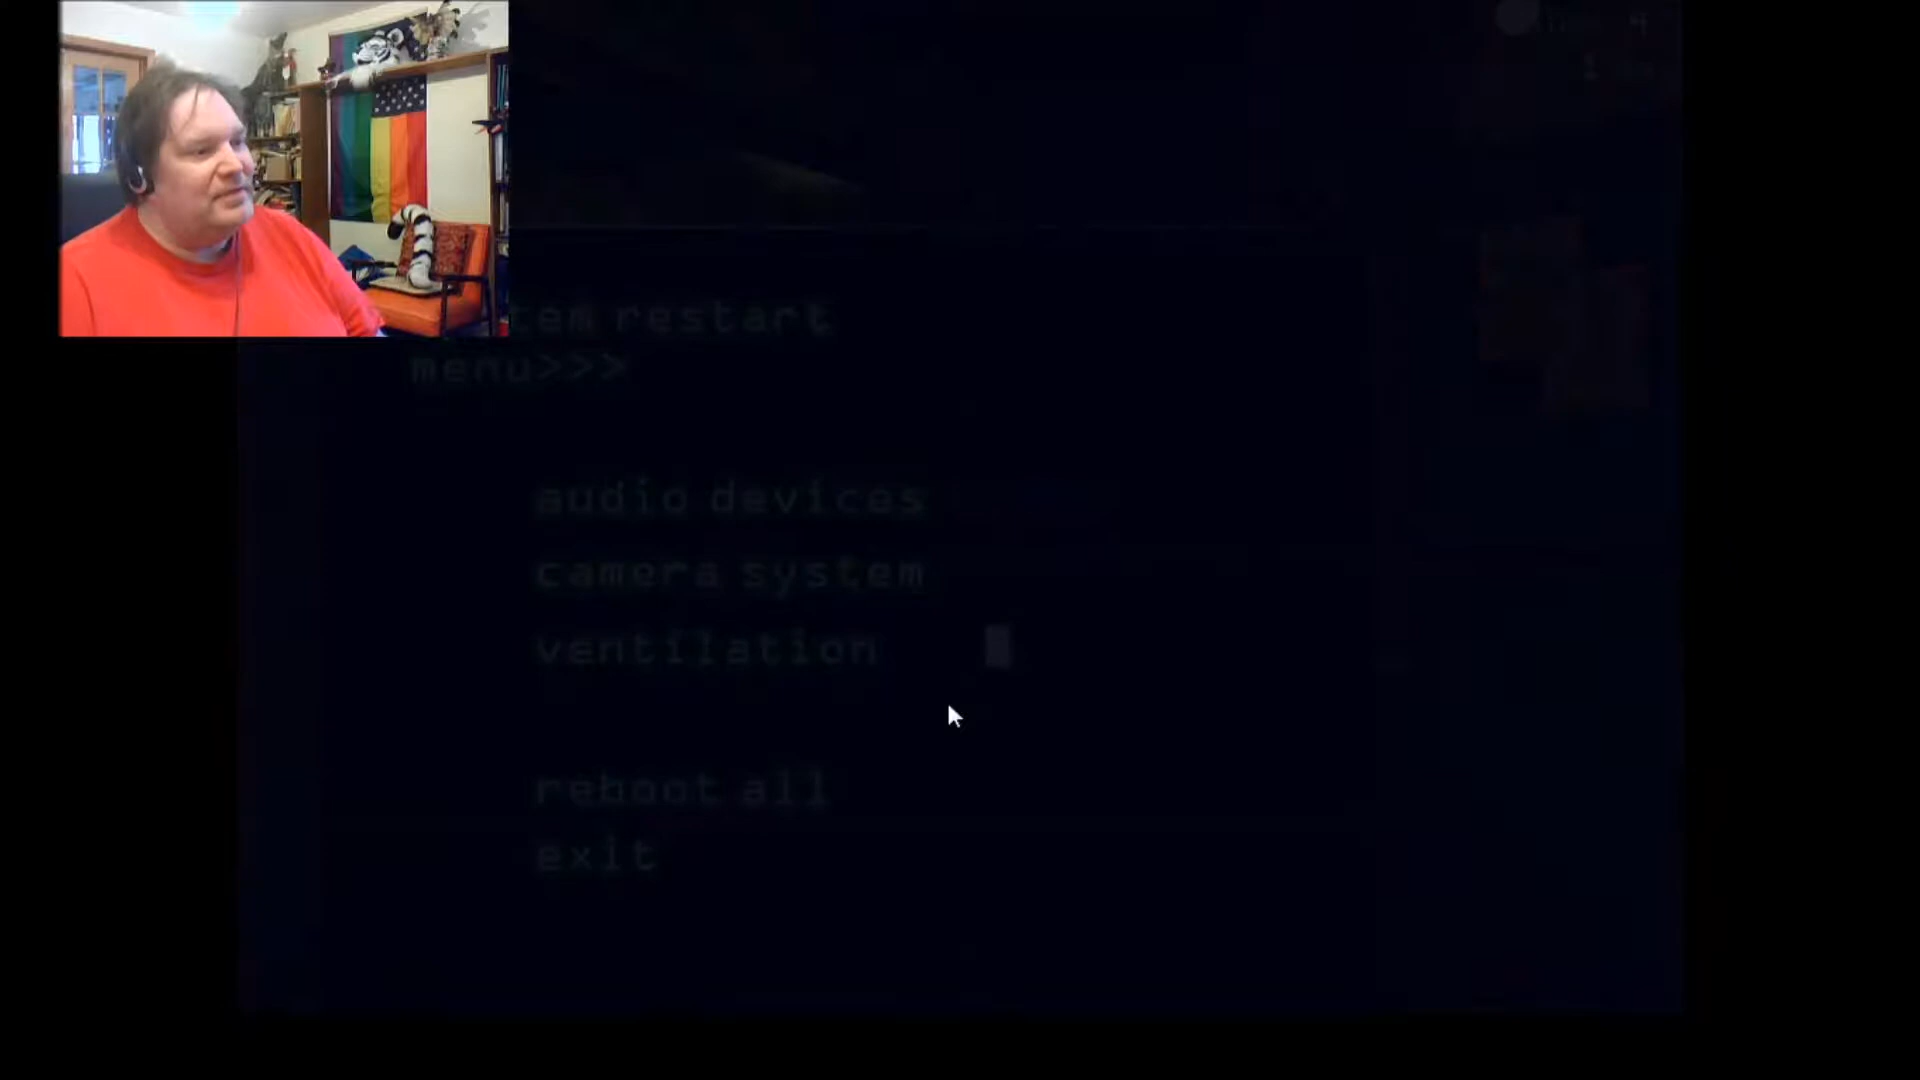 tem restart
menu>>>
audio devices
camera system
ventilation
reboot all
exit